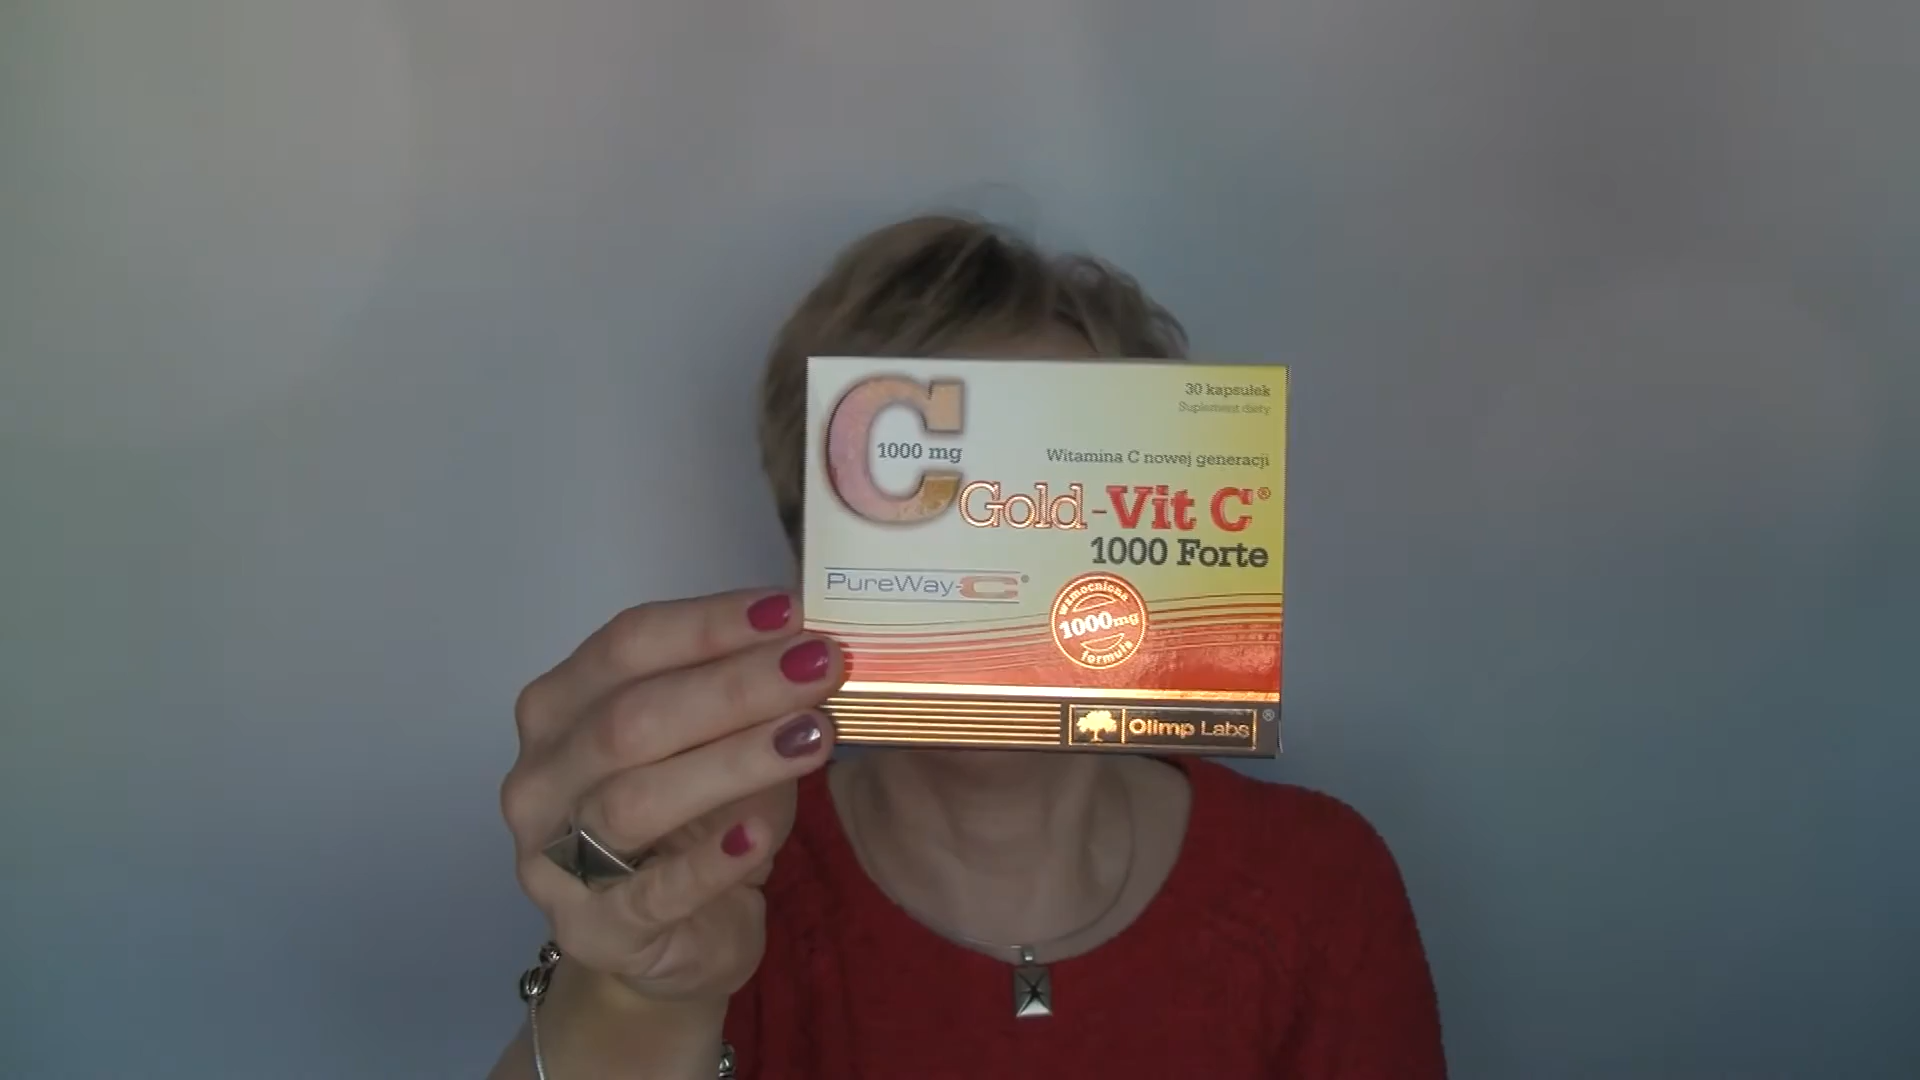 30 kapsułek
Suplement diety
C
1000 mg
Witamina C nowej generacji
Gold-Vit C®
1000 Forte
PureWay-C®
wzmocniona
1000mg
formuła
Olimp Labs®